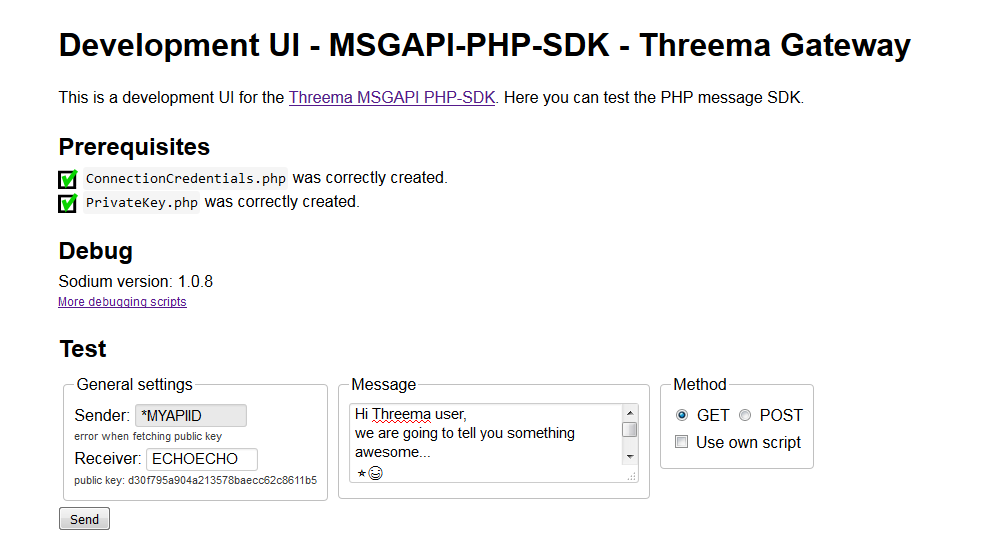 Development UI - MSGAPI-PHP-SDK - Threema Gateway
This is a development UI for the Threema MSGAPI PHP-SDK. Here you can test the PHP message SDK.
Prerequisites
ConnectionCredentials.php was correctly created.
PrivateKey.php was correctly created.
Debug
Sodium version: 1.0.8
More debugging scripts
Test
General settings
Sender: *MYAPIID
error when fetching public key
Receiver: ECHOECHO
public key: d30f795a904a213578baecc62c8611b5
Message
Hi Threema user,
we are going to tell you something
awesome...
⭑😃
Method
GET POST
Use own script
Send